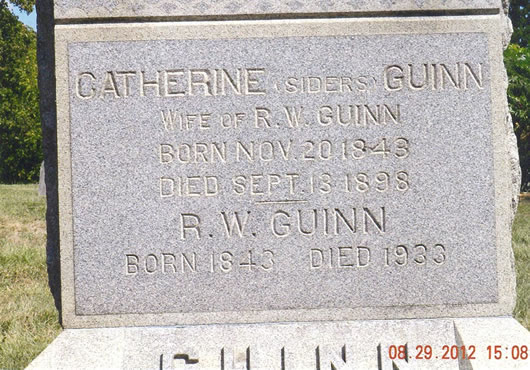 CATHERINE (SIDERS) GUINN
WIFE OF R. W. GUINN
BORN NOV. 20 1843
DIED SEPT. 13 1898
R. W. GUINN
BORN 1843 DIED 1933
GUINN
08.29.2012 15:08